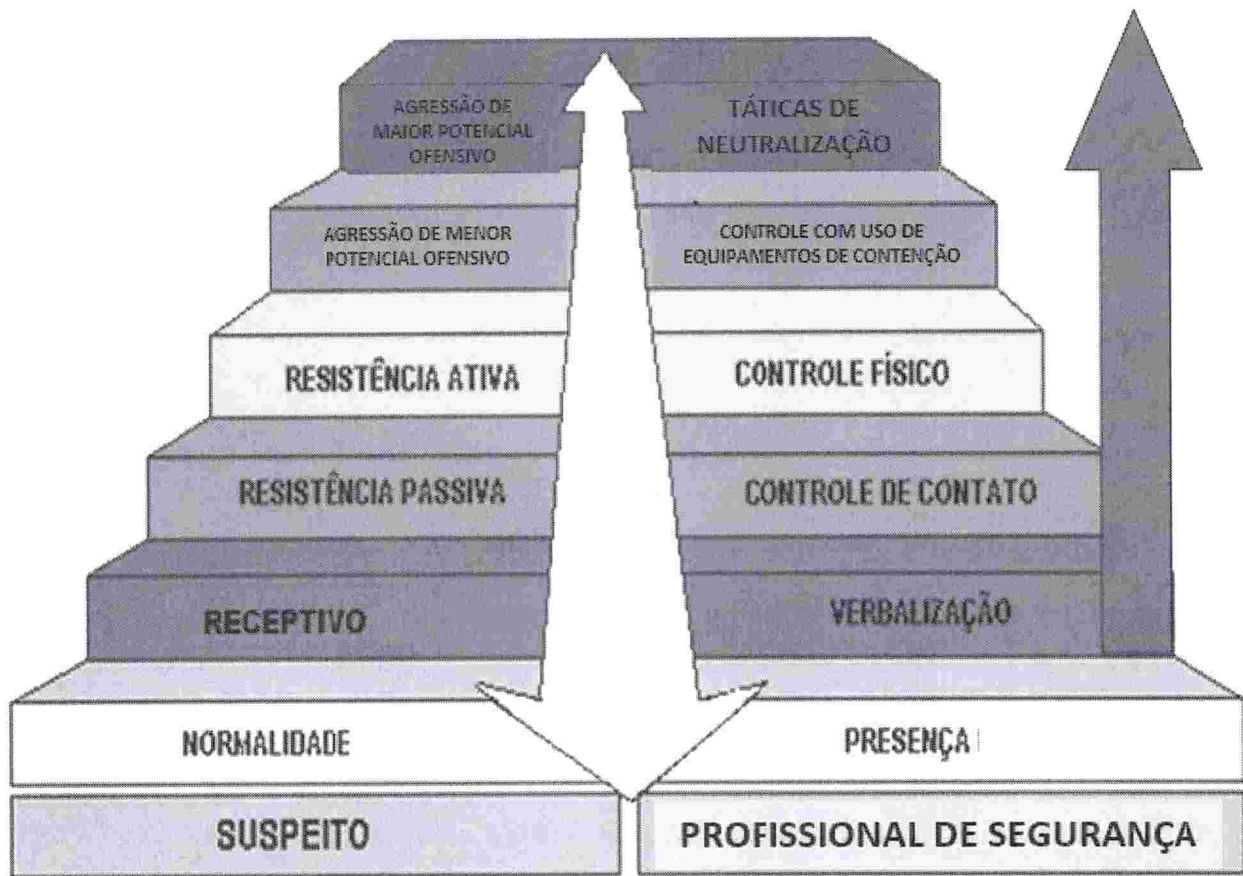 AGRESSÃO DE
MAIOR POTENCIAL
OFENSIVO
TÁTICAS DE
NEUTRALIZAÇÃO
AGRESSÃO DE MENOR
POTENCIAL OFENSIVO
CONTROLE COM USO DE
EQUIPAMENTOS DE CONTENÇÃO
RESISTÊNCIA ATIVA
CONTROLE FÍSICO
RESISTÊNCIA PASSIVA
CONTROLE DE CONTATO
RECEPTIVO
VERBALIZAÇÃO
NORMALIDADE
PRESENÇA
SUSPEITO
PROFISSIONAL DE SEGURANÇA